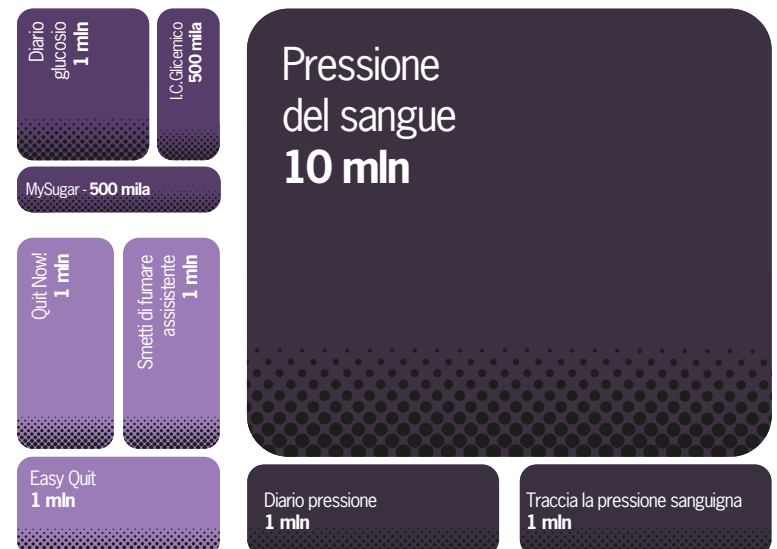 Diario
glucosio
1 mln
I.C.Glicemico
500 mila
MySugar - 500 mila
Pressione
del sangue
10 mln
Quit Now!
1 mln
Smetti di fumare
assisistente
1 mln
Easy Quit
1 mln
Diario pressione
1 mln
Traccia la pressione sanguigna
1 mln